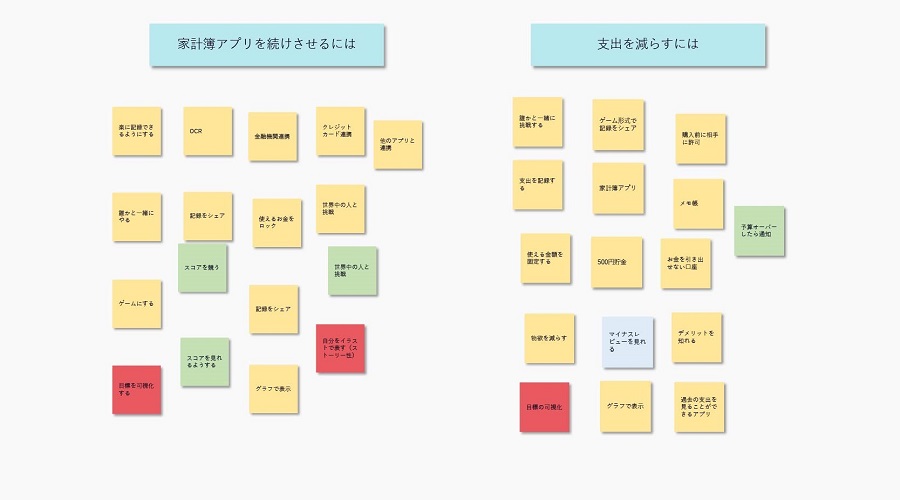 家計簿アプリを続けさせるには
楽に記録でき
るようにする
OCR
金融機関連携
クレジット
カード連携
他のアプリと
連携
誰かと一緒に
やる
記録をシェア
使えるお金を
ロック
世界中の人と
挑戦
スコアを競う
世界中の人と
挑戦
ゲームにする
記録をシェア
スコアを見れ
るようする
自分をイラス
トで表す（ス
トーリー性）
目標を可視化
する
グラフで表示
支出を減らすには
誰かと一緒に
挑戦する
ゲーム形式で
記録をシェア
購入前に相手
に許可
支出を記録す
る
家計簿アプリ
メモ帳
予算オーバー
したら通知
使える金額を
固定する
500円貯金
お金を引き出
せない口座
物欲を減らす
マイナスレ
ビューを見れ
る
デメリットを
知れる
目標の可視化
グラフで表示
過去の支出を
見ることがで
きるアプリ